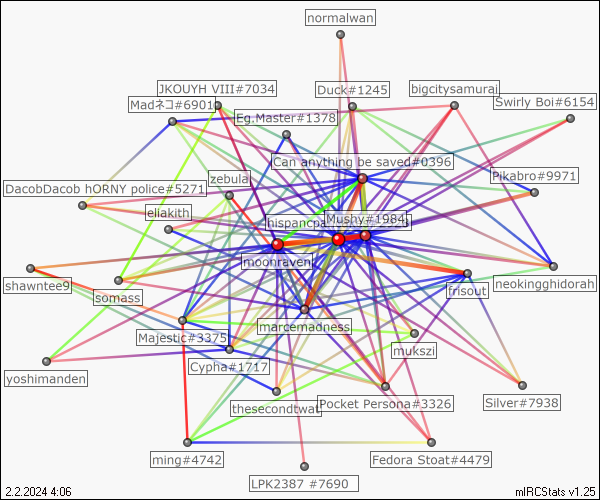 normalwan
JKOUYH VIII#7034
Duck#1245
bigcitysamurai
Madネコ#6901
Swirly Boi#6154
Eg.Master#1378
Can anything be saved#0396
zebulai
Pikabro#9971
DacobDacob hORNY police#5271
eliakith
hispancpa
Mushy#1984
moonraven
shawntee9
somass
frisout
neokingghidorah
marcemadness
Majestic#3375
mukszi
Cypha#1717
yoshimanden
thesecondtwat
Pocket Persona#3326
Silver#7938
ming#4742
Fedora Stoat#4479
LPK2387 #7690
2.2.2024 4:06
mIRCStats v1.25